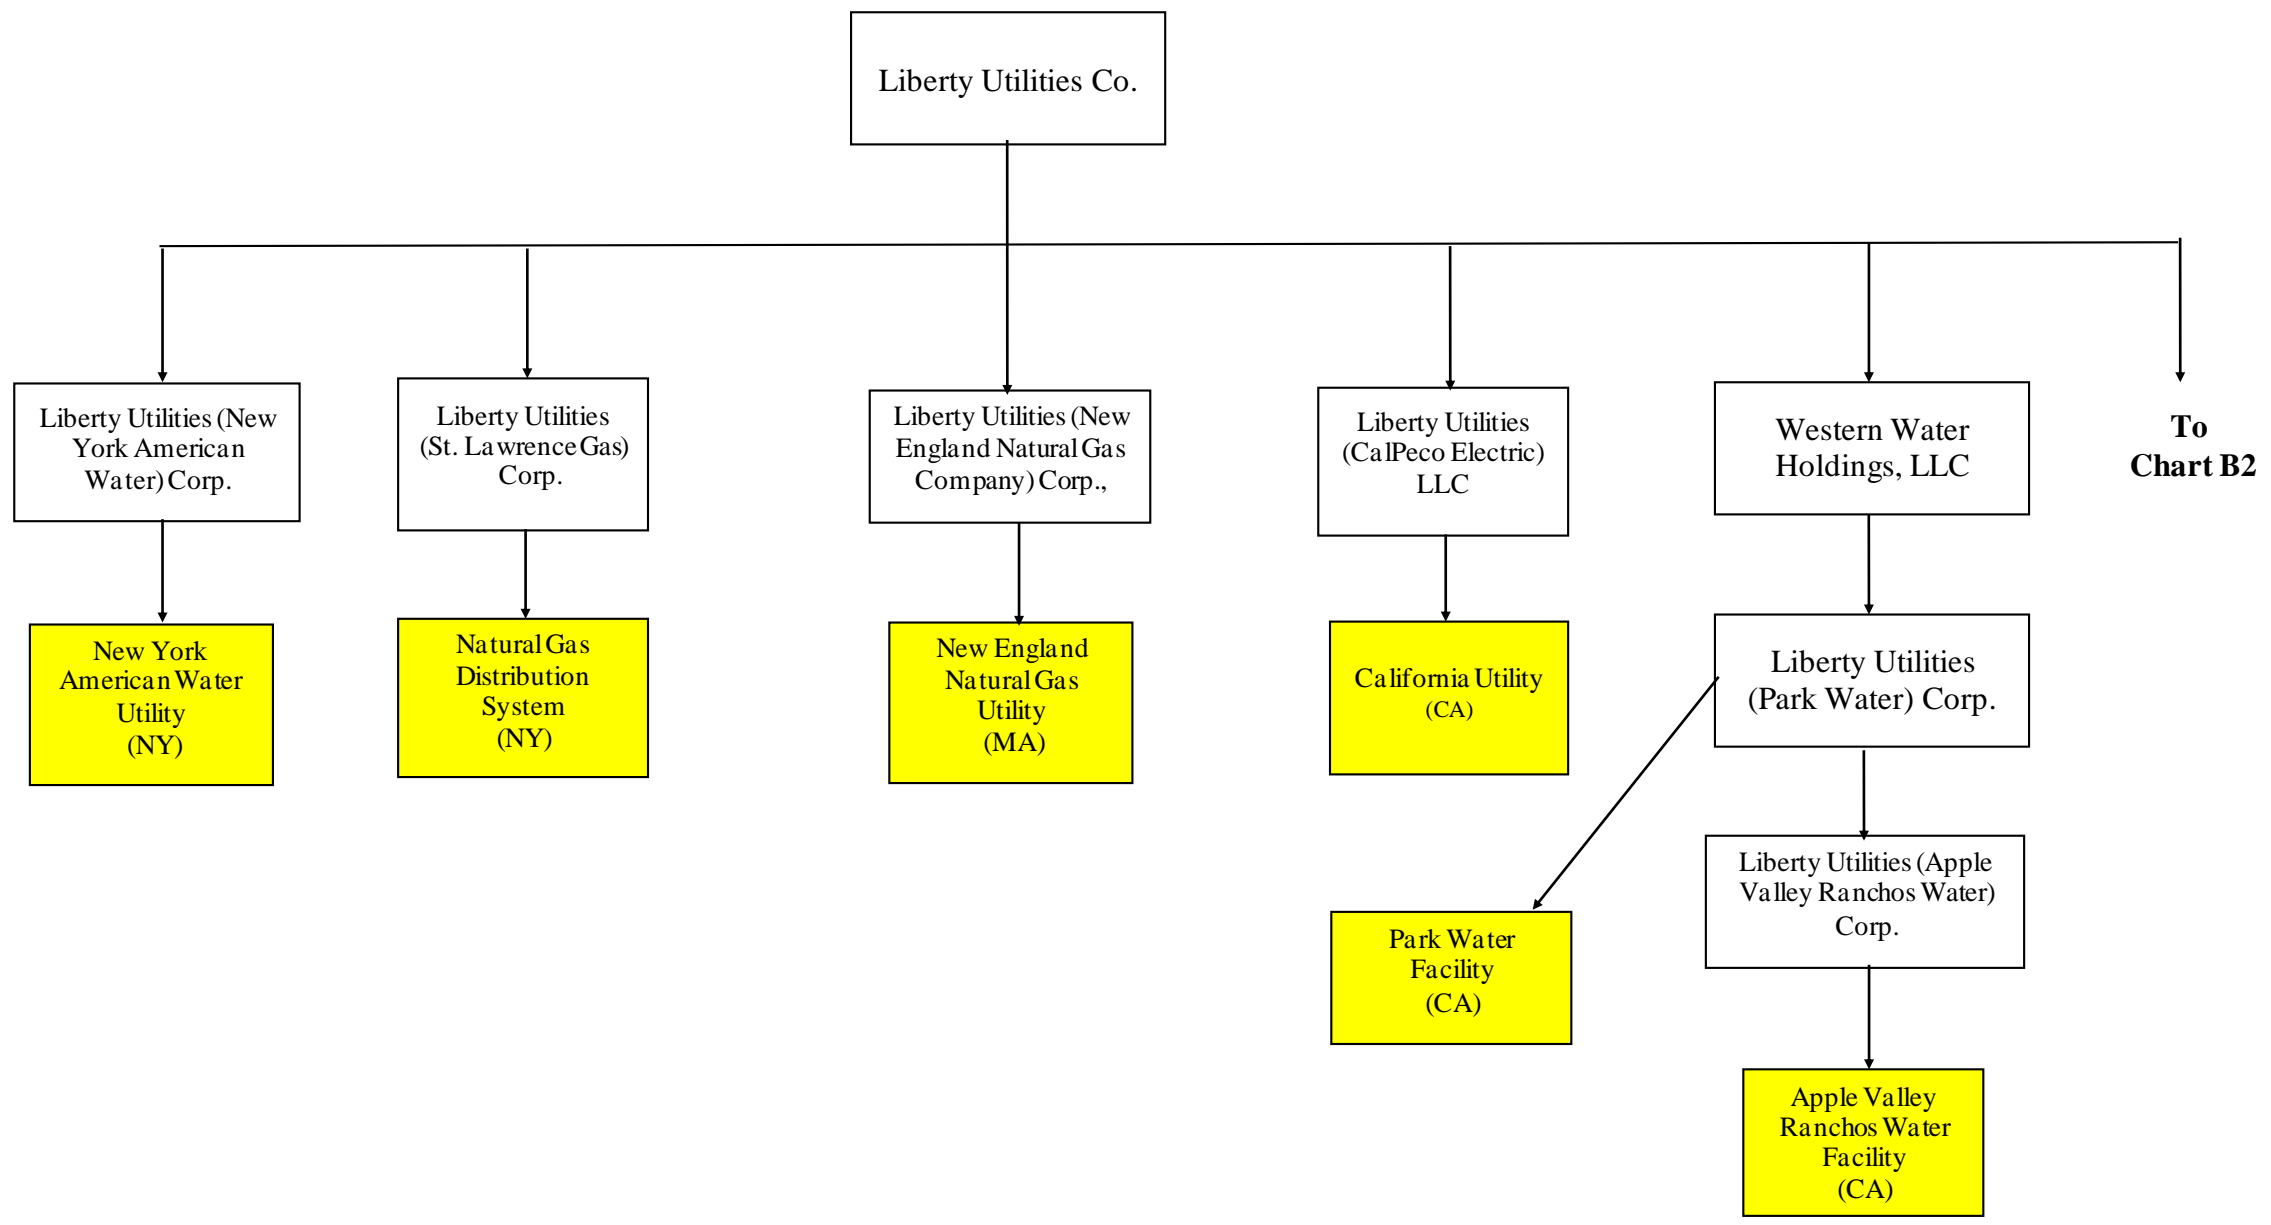 Liberty Utilities Co.
Liberty Utilities (New
York American
Water) Corp.
Liberty Utilities
(St. Lawrence Gas)
Corp.
Liberty Utilities (New
England Natural Gas
Company) Corp.,
Liberty Utilities
(CalPeco Electric)
LLC
Western Water
Holdings, LLC
To
Chart B2
New York
American Water
Utility
(NY)
Natural Gas
Distribution
System
(NY)
New England
Natural Gas
Utility
(MA)
California Utility
(CA)
Liberty Utilities
(Park Water) Corp.
Park Water
Facility
(CA)
Liberty Utilities (Apple
Valley Ranchos Water)
Corp.
Apple Valley
Ranchos Water
Facility
(CA)